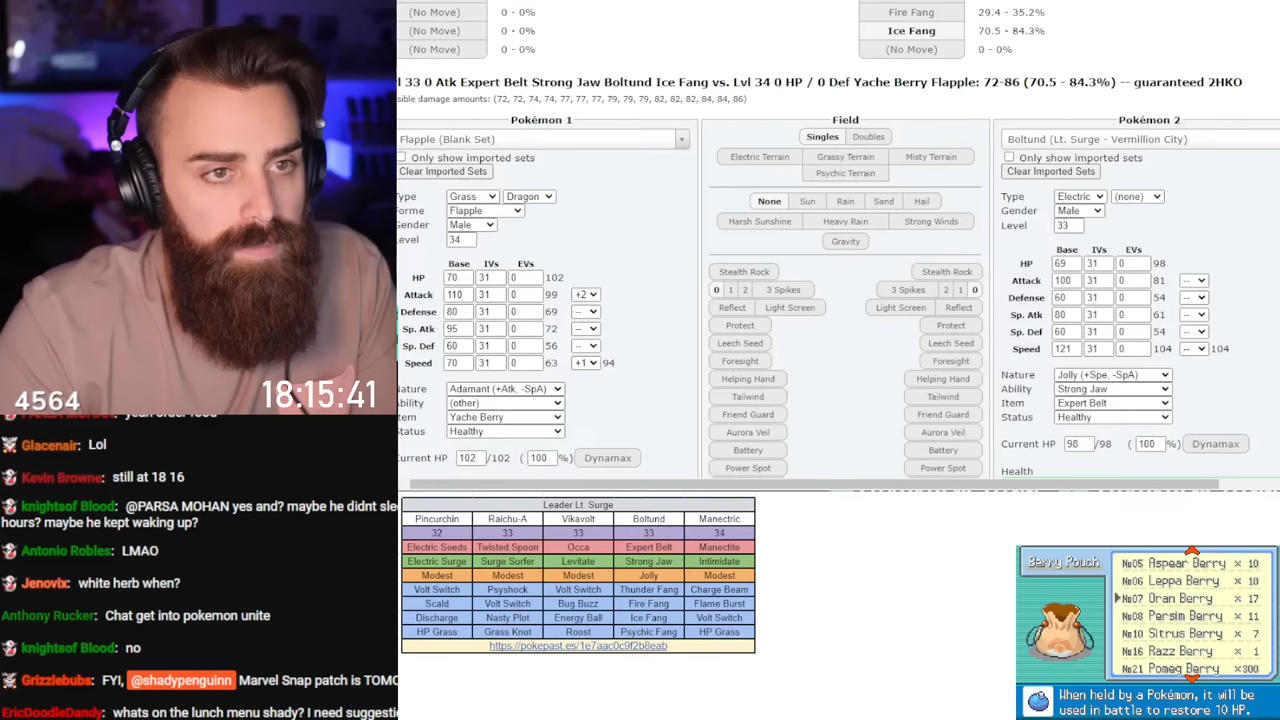 (No Move) 0 - 0%
(No Move) 0 - 0%
(No Move) 0 - 0%
Fire Fang 29.4 - 35.2%
Ice Fang 70.5 - 84.3%
(No Move) 0 - 0%
l 33 0 Atk Expert Belt Strong Jaw Boltund Ice Fang vs. Lvl 34 0 HP / 0 Def Yache Berry Flapple: 72-86 (70.5 - 84.3%) -- guaranteed 2HKO
sible damage amounts: (72, 72, 74, 74, 77, 77, 77, 79, 79, 79, 82, 82, 82, 84, 84, 86)
Pokémon 1
Flapple (Blank Set)
Only show imported sets
Clear Imported Sets
Type Grass Dragon
Forme Flapple
Gender Male
Level 34
Base IVs EVs
HP 70 31 0 102
Attack 110 31 0 99 +2
Defense 80 31 0 69 --
Sp. Atk 95 31 0 72 --
Sp. Def 60 31 0 56 --
Speed 70 31 0 63 +1 94
Nature Adamant (+Atk, -SpA)
Ability (other)
Item Yache Berry
Status Healthy
Current HP 102 /102 ( 100 %) Dynamax
Field
Singles Doubles
Electric Terrain Grassy Terrain Misty Terrain
Psychic Terrain
None Sun Rain Sand Hail
Harsh Sunshine Heavy Rain Strong Winds
Gravity
Stealth Rock Stealth Rock
0 1 2 3 Spikes 3 Spikes 2 1 0
Reflect Light Screen Light Screen Reflect
Protect Protect
Leech Seed Leech Seed
Foresight Foresight
Helping Hand Helping Hand
Tailwind Tailwind
Friend Guard Friend Guard
Aurora Veil Aurora Veil
Battery Battery
Power Spot Power Spot
Pokémon 2
Boltund (Lt. Surge - Vermillion City)
Only show imported sets
Clear Imported Sets
Type Electric (none)
Gender Male
Level 33
Base IVs EVs
HP 69 31 0 98
Attack 100 31 0 81 --
Defense 60 31 0 54 --
Sp. Atk 80 31 0 61 --
Sp. Def 60 31 0 54 --
Speed 121 31 0 104 -- 104
Nature Jolly (+Spe, -SpA)
Ability Strong Jaw
Item Expert Belt
Status Healthy
Current HP 98 /98 ( 100 %) Dynamax
Health
4564
18:15:41
PARSA MOHAN: yeah order food
Glacenair: Lol
Kevin Browne: still at 18 16
knightsof Blood: @PARSA MOHAN yes and? maybe he didnt slee
hours? maybe he kept waking up?
Antonio Robles: LMAO
Jenovix: white herb when?
Anthony Rucker: Chat get into pokemon unite
knightsof Blood: no
Grizzlebubs: FYI, @shadypenguinn Marvel Snap patch is TOMO
EricDoodleDandy: whats on the lunch menu shady? I need suggestio
Leader Lt. Surge
Pincurchin Raichu-A Vikavolt Boltund Manectric
32 33 33 33 34
Electric Seeds Twisted Spoon Occa Expert Belt Manectite
Electric Surge Surge Surfer Levitate Strong Jaw Intimidate
Modest Modest Modest Jolly Modest
Volt Switch Psyshock Volt Switch Thunder Fang Charge Beam
Scald Volt Switch Bug Buzz Fire Fang Flame Burst
Discharge Nasty Plot Energy Ball Ice Fang Volt Switch
HP Grass Grass Knot Roost Psychic Fang HP Grass
https://pokepast.es/1e7aac0c9f2b8eab
Berry Pouch
No05 Aspear Berry × 10
No06 Leppa Berry × 10
No07 Oran Berry × 17
No08 Persim Berry × 11
No10 Sitrus Berry × 7
No16 Razz Berry × 1
No21 Pomeg Berry ×300
When held by a Pokémon, it will be
used in battle to restore 10 HP.